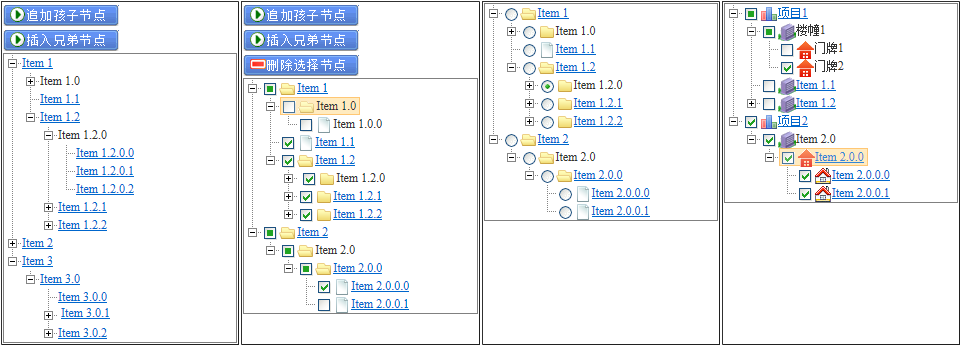 追加孩子节点
插入兄弟节点
Item 1
Item 1.0
Item 1.1
Item 1.2
Item 1.2.0
Item 1.2.0.0
Item 1.2.0.1
Item 1.2.0.2
Item 1.2.1
Item 1.2.2
Item 2
Item 3
Item 3.0
Item 3.0.0
Item 3.0.1
Item 3.0.2
追加孩子节点
插入兄弟节点
删除选择节点
Item 1
Item 1.0
Item 1.0.0
Item 1.1
Item 1.2
Item 1.2.0
Item 1.2.1
Item 1.2.2
Item 2
Item 2.0
Item 2.0.0
Item 2.0.0.0
Item 2.0.0.1
Item 1
Item 1.0
Item 1.1
Item 1.2
Item 1.2.0
Item 1.2.1
Item 1.2.2
Item 2
Item 2.0
Item 2.0.0
Item 2.0.0.0
Item 2.0.0.1
项目1
楼幢1
门牌1
门牌2
Item 1.1
Item 1.2
项目2
Item 2.0
Item 2.0.0
Item 2.0.0.0
Item 2.0.0.1